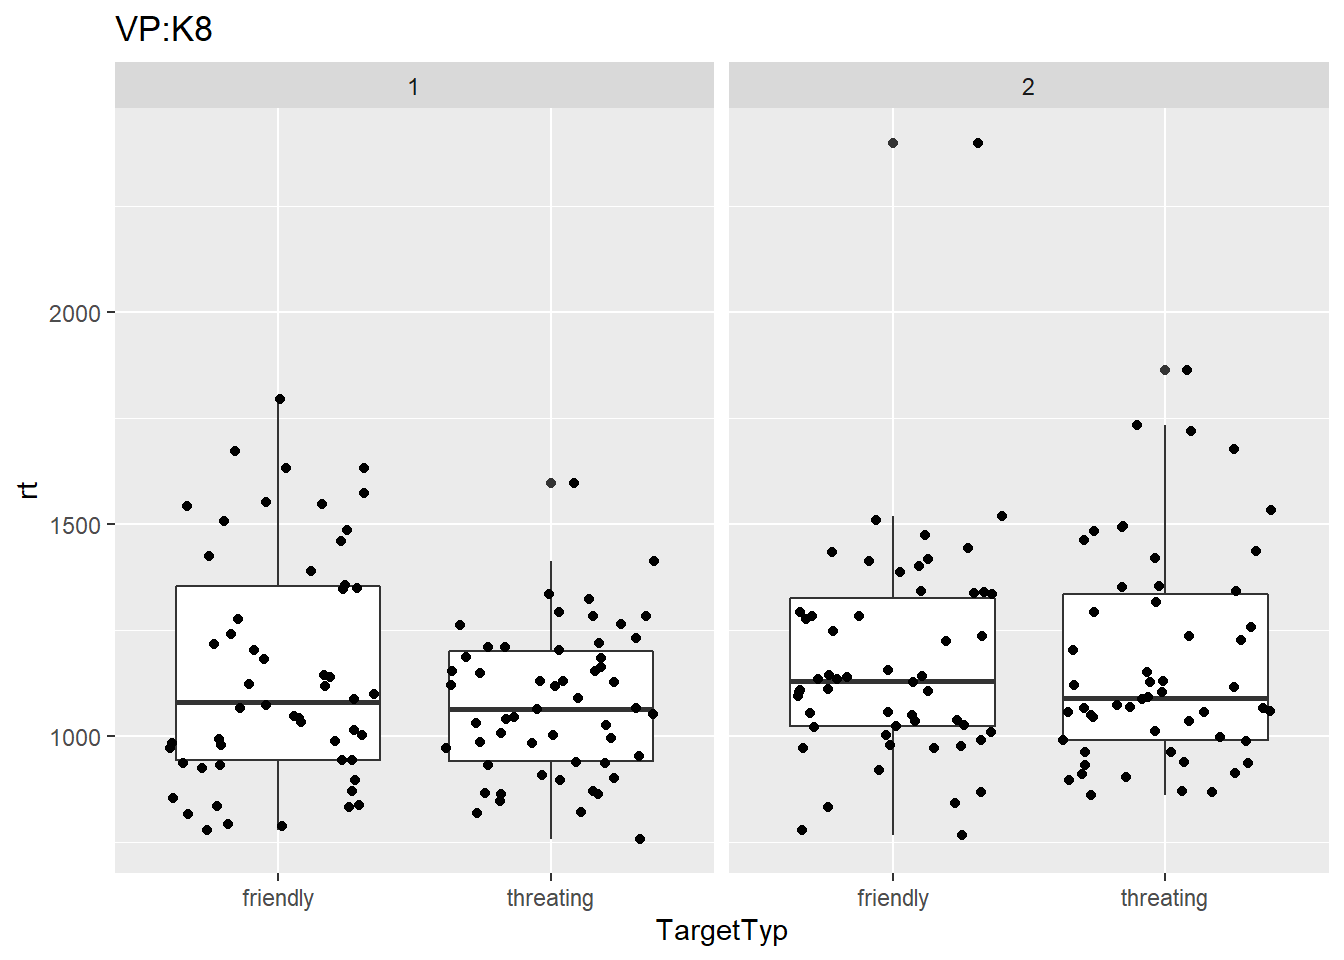 VP:K8
1
2
rt
2000
1500
1000
friendly
threating
friendly
threating
TargetTyp